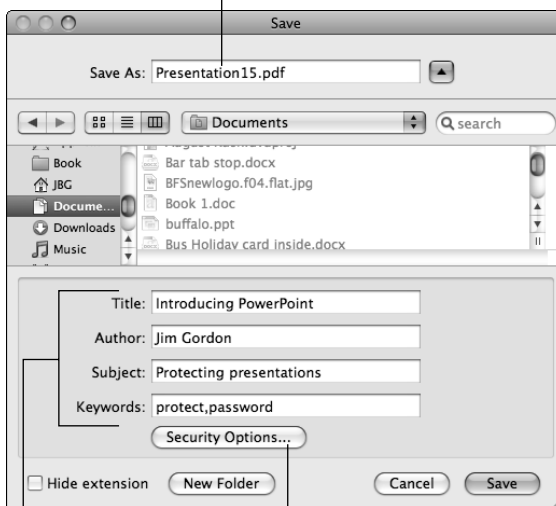 Save
Save As: Presentation15.pdf
Documents
search
Book
Bar tab stop.docx
JBG
BFSnewlogo.f04.flat.jpg
Docume...
Book 1.doc
Downloads
buffalo.ppt
Music
Bus Holiday card inside.docx
Title: Introducing PowerPoint
Author: Jim Gordon
Subject: Protecting presentations
Keywords: protect,password
Security Options...
Hide extension New Folder Cancel Save